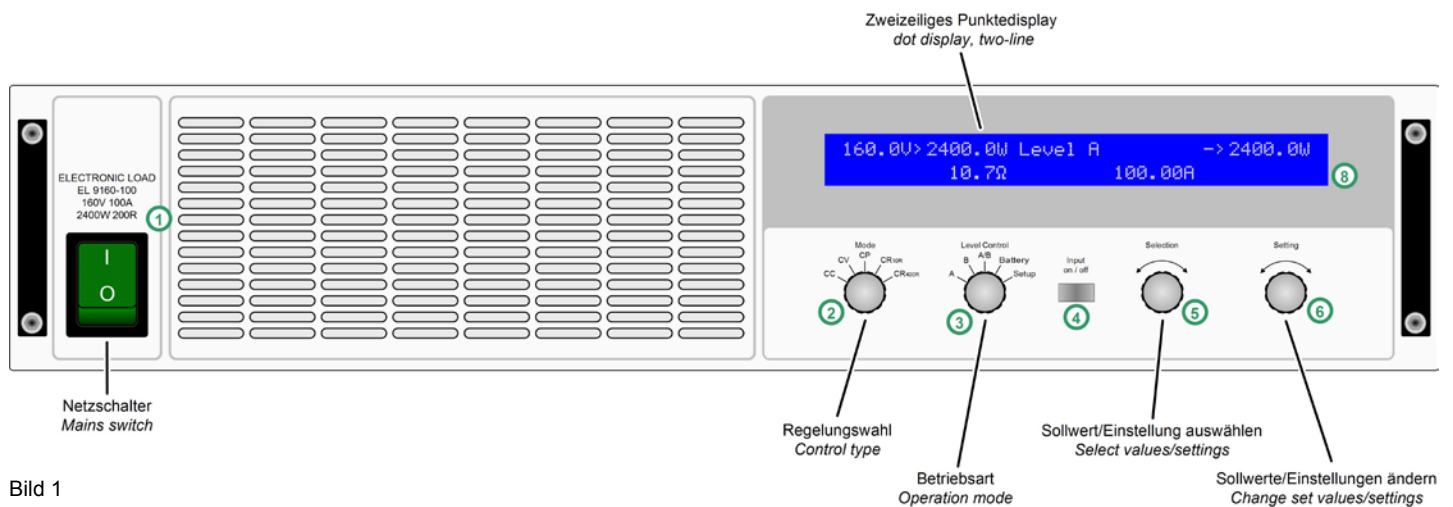 Zweizeiliges Punktedisplay
dot display, two-line
ELECTRONIC LOAD
EL 9160-100
160V 100A
2400W 200R
1
I
O
160.0V>2400.0W Level A ->2400.0W
10.7Ω 100.00A
8
Mode
CC CV CP CR10R CR400R
2
Level Control
A B A/B Battery Setup
3
Input
on / off
4
Selection
5
Setting
6
Netzschalter
Mains switch
Regelungswahl
Control type
Betriebsart
Operation mode
Sollwert/Einstellung auswählen
Select values/settings
Sollwerte/Einstellungen ändern
Change set values/settings
Bild 1